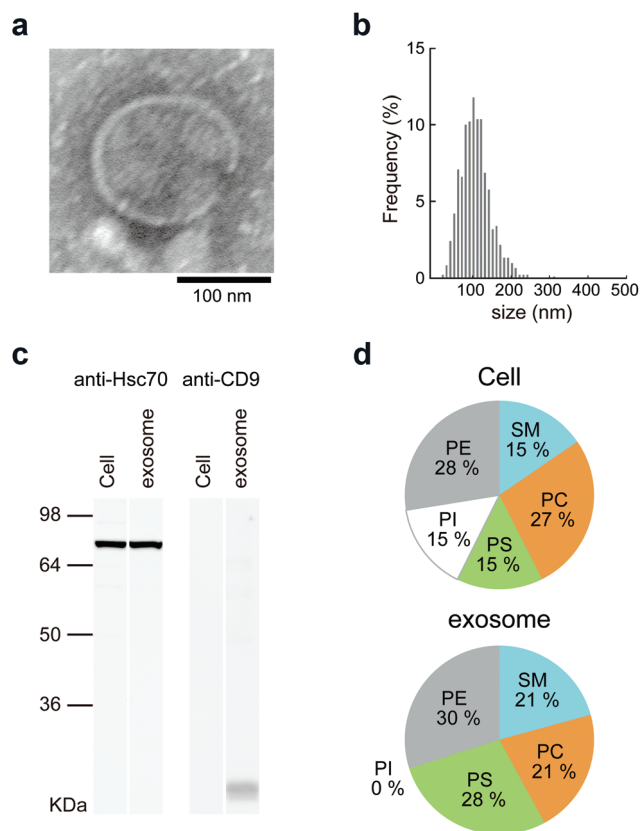 a
100 nm
b
15
10
5
0
Frequency (%)
100 200 300 400 500
size (nm)
c
anti-Hsc70 anti-CD9
Cell
exosome
Cell
exosome
98
64
50
36
KDa
d
Cell
SM
15 %
PC
27 %
PS
15 %
PI
15 %
PE
28 %
exosome
SM
21 %
PC
21 %
PS
28 %
PI
0 %
PE
30 %